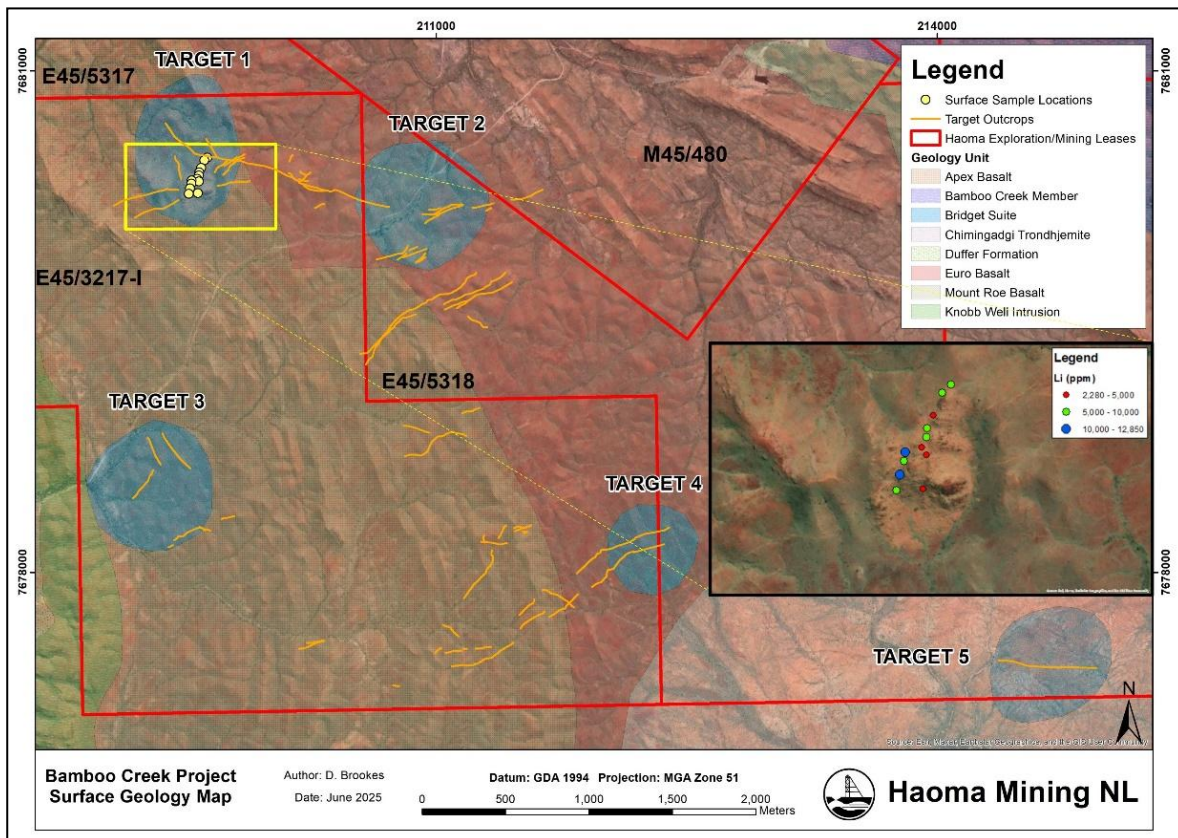 211000
214000
7681000
7681000
7678000
7678000
TARGET 1
E45/5317
TARGET 2
M45/480
E45/3217-I
E45/5318
TARGET 3
TARGET 4
TARGET 5
Legend
Surface Sample Locations
Target Outcrops
Haoma Exploration/Mining Leases
Geology Unit
Apex Basalt
Bamboo Creek Member
Bridget Suite
Chimingadgi Trondhjemite
Duffer Formation
Euro Basalt
Mount Roe Basalt
Knobb Well Intrusion
Legend
Li (ppm)
2,280 - 5,000
5,000 - 10,000
10,000 - 12,850
N
Bamboo Creek Project
Surface Geology Map
Author: D. Brookes
Date: June 2025
Datum: GDA 1994 Projection: MGA Zone 51
0 500 1,000 1,500 2,000
Meters
Haoma Mining NL